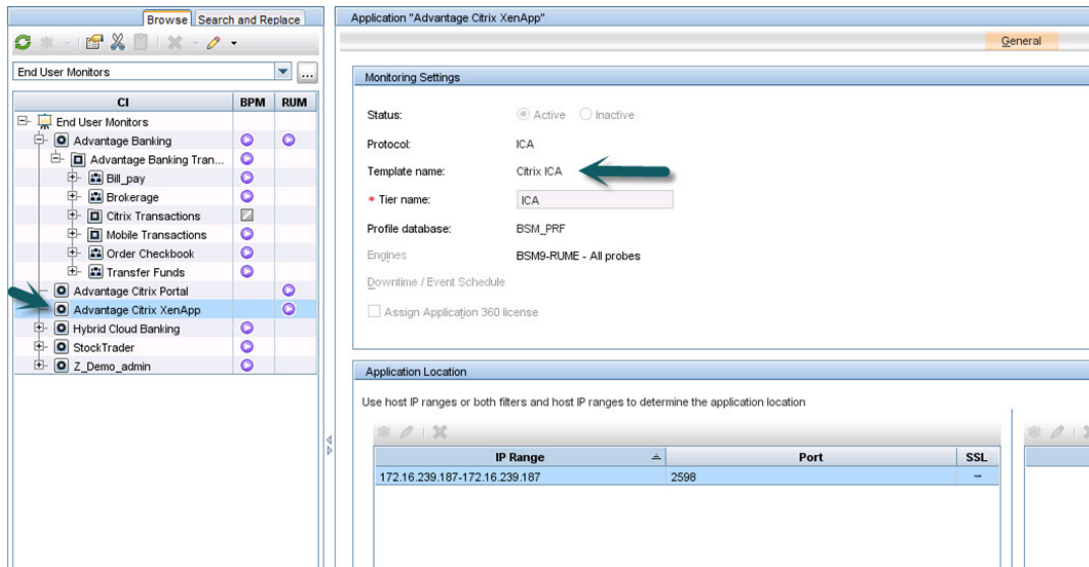 Browse Search and Replace
End User Monitors
...
CI BPM RUM
End User Monitors
Advantage Banking
Advantage Banking Tran...
Bill_pay
Brokerage
Citrix Transactions
Mobile Transactions
Order Checkbook
Transfer Funds
Advantage Citrix Portal
Advantage Citrix XenApp
Hybrid Cloud Banking
StockTrader
Z_Demo_admin
Application "Advantage Citrix XenApp"
General
Monitoring Settings
Status: Active Inactive
Protocol: ICA
Template name: Citrix ICA
* Tier name: ICA
Profile database: BSM_PRF
Engines BSM9-RUME - All probes
Downtime / Event Schedule
Assign Application 360 license
Application Location
Use host IP ranges or both filters and host IP ranges to determine the application location
IP Range Port SSL
172.16.239.187-172.16.239.187 2598 --